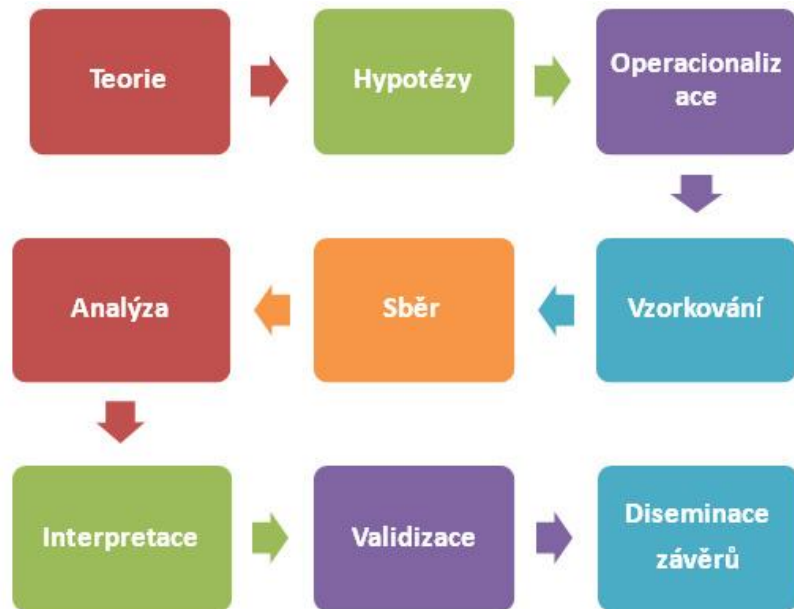 Teorie
Hypotézy
Operacionaliz
ace
Vzorkování
Sběr
Analýza
Interpretace
Validizace
Diseminace
závěrů